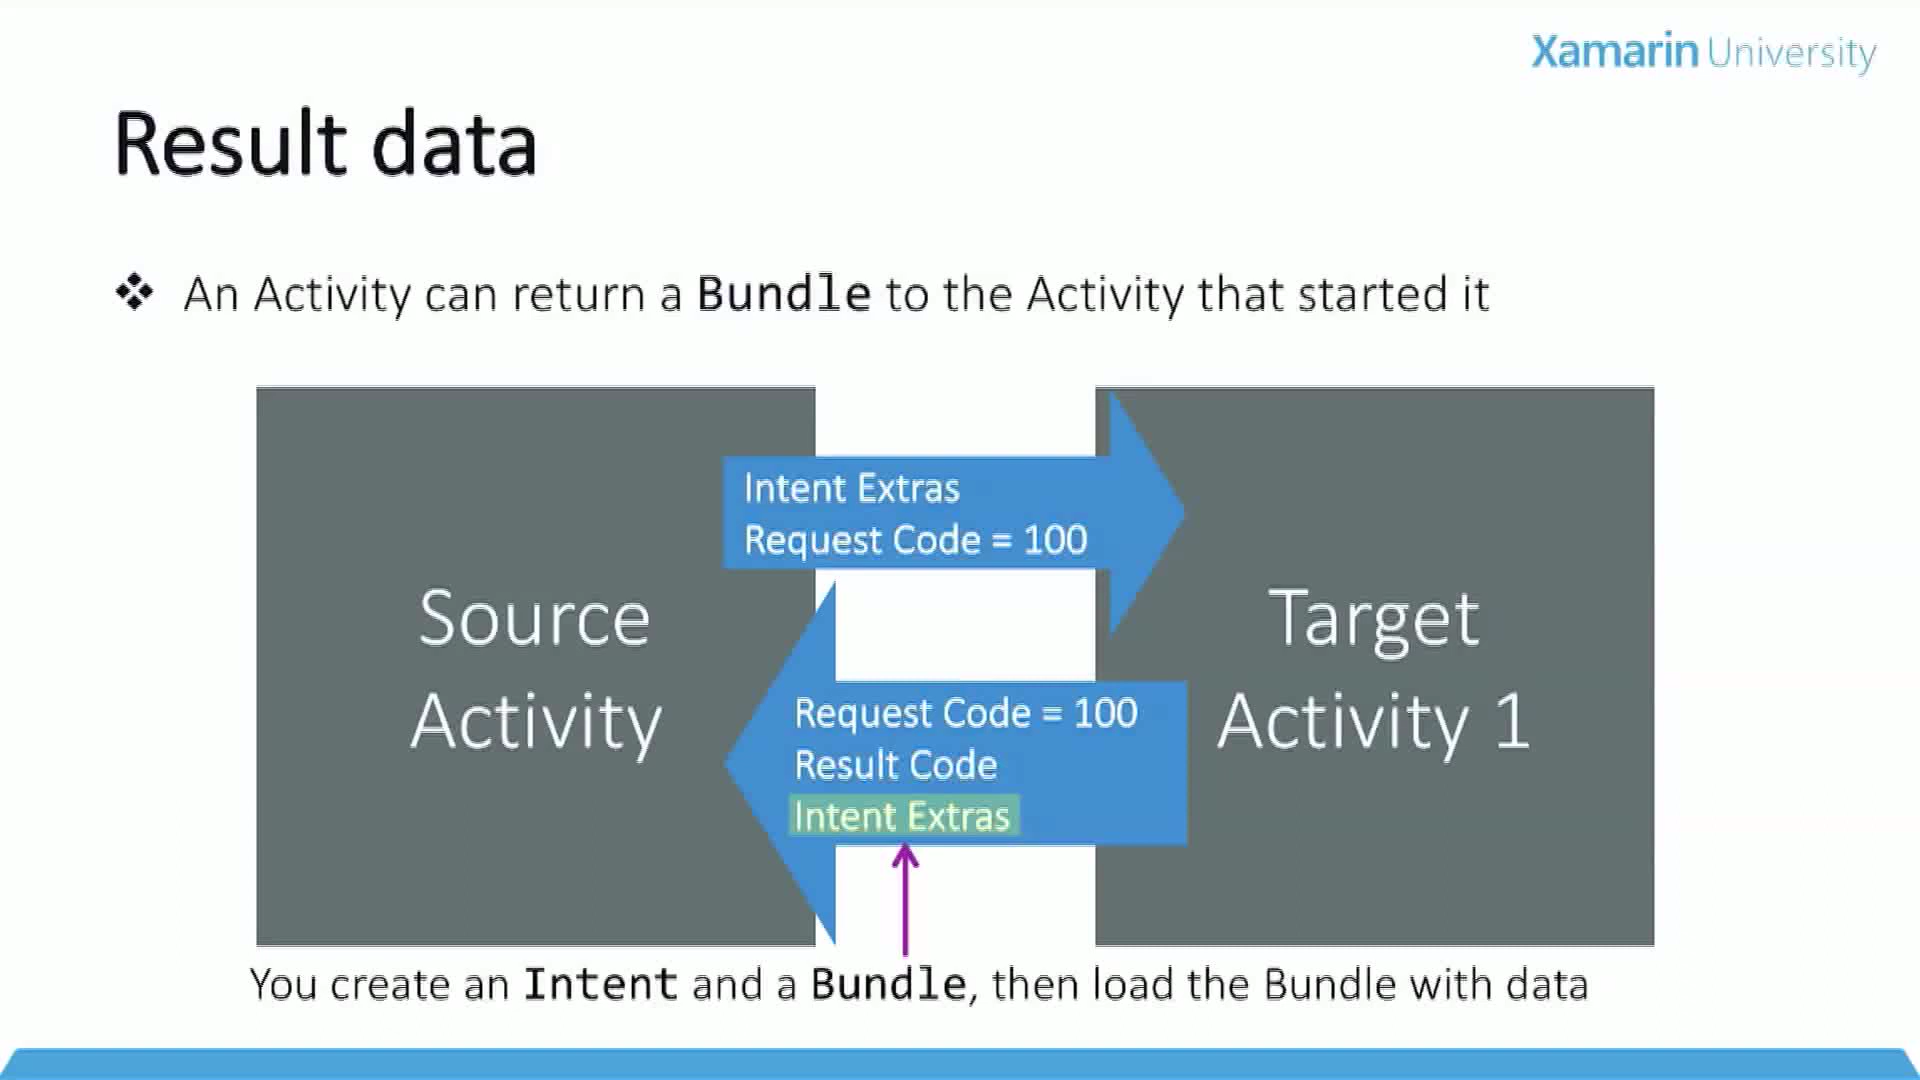 Xamarin University
Result data
An Activity can return a Bundle to the Activity that started it
Intent Extras
Request Code = 100
Source
Activity
Target
Activity 1
Request Code = 100
Result Code
Intent Extras
You create an Intent and a Bundle, then load the Bundle with data